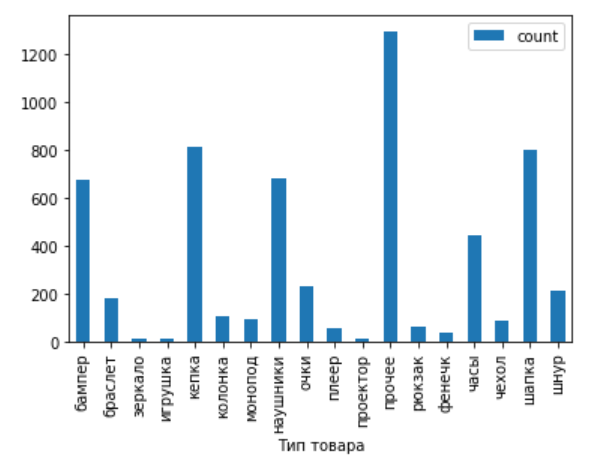 count
1200
1000
800
600
400
200
0
бампер
браслет
зеркало
игрушка
кепка
колонка
монопод
наушники
очки
плеер
проектор
прочее
рюкзак
фенечк
часы
чехол
шапка
шнур
Тип товара